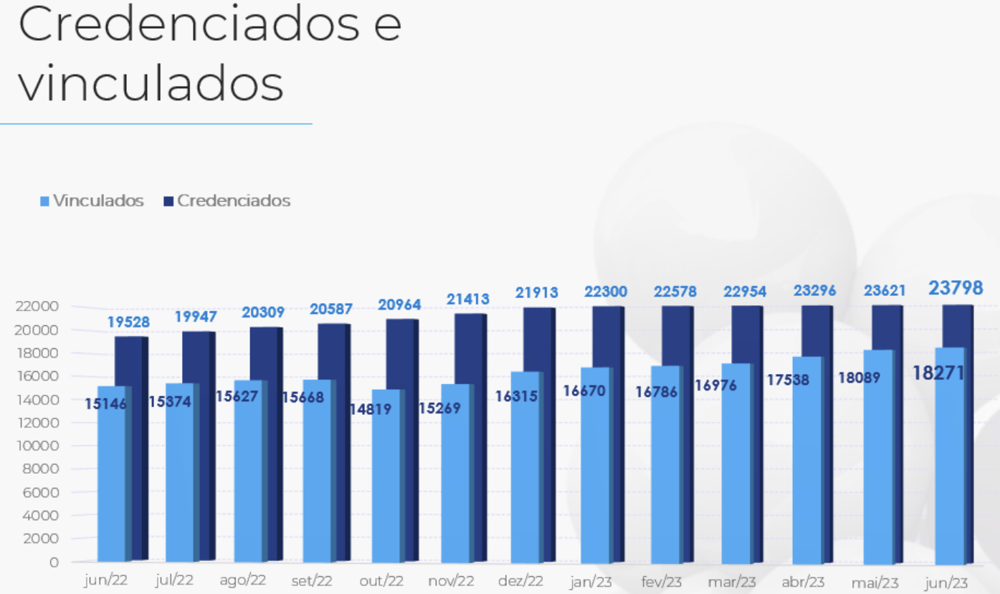 Credenciados e
vinculados
Vinculados Credenciados
22000
20000
18000
16000
14000
12000
10000
8000
6000
4000
2000
0
19528 19947 20309 20587 20964 21413 21913 22300 22578 22954 23296 23621 23798
15146 15374 15627 15668 14819 15269 16315 16670 16786 16976 17538 18089 18271
jun/22 jul/22 ago/22 set/22 out/22 nov/22 dez/22 jan/23 fev/23 mar/23 abr/23 mai/23 jun/23